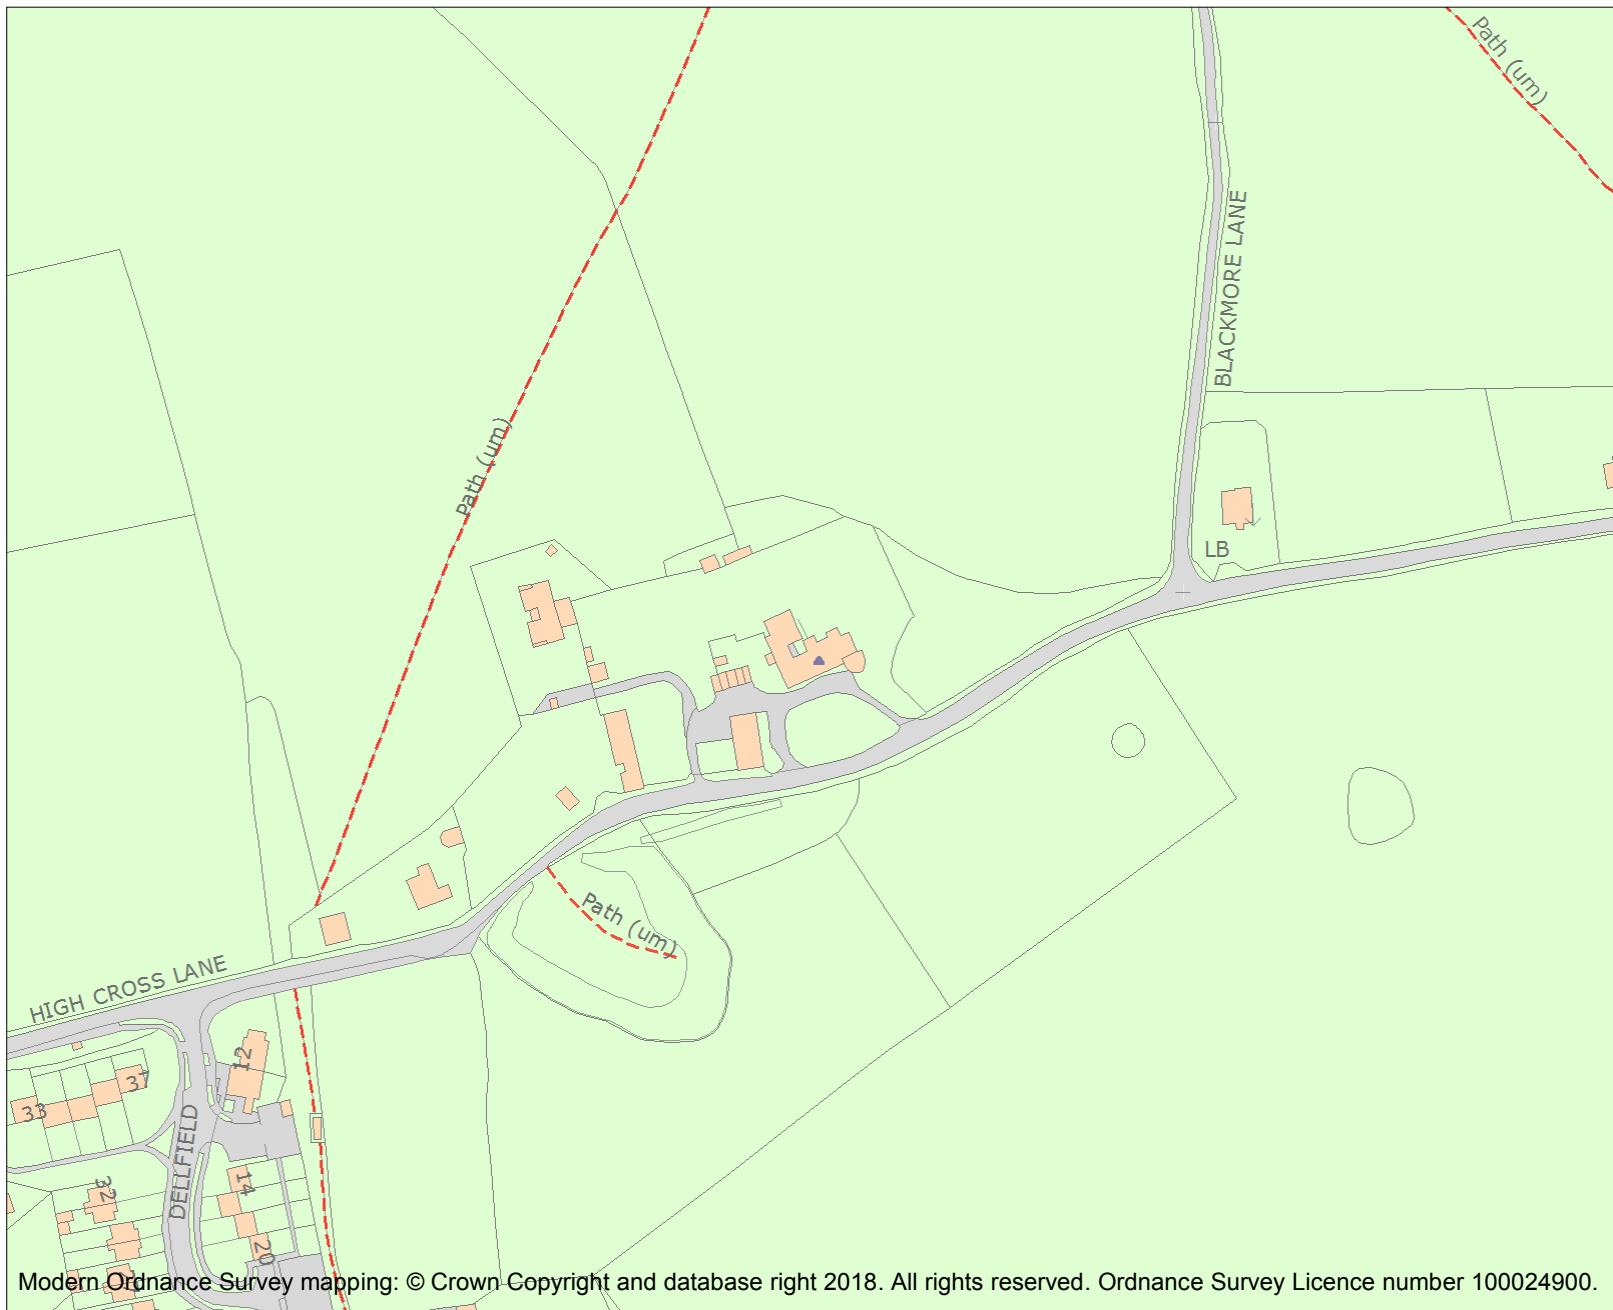 Path (um)
BLACKMORE LANE
Path (um)
LB
Path (um)
HIGH CROSS LANE
12
37
33
DELLFIELD
14
32
20
Modern Ordnance Survey mapping: © Crown Copyright and database right 2018. All rights reserved. Ordnance Survey Licence number 100024900.